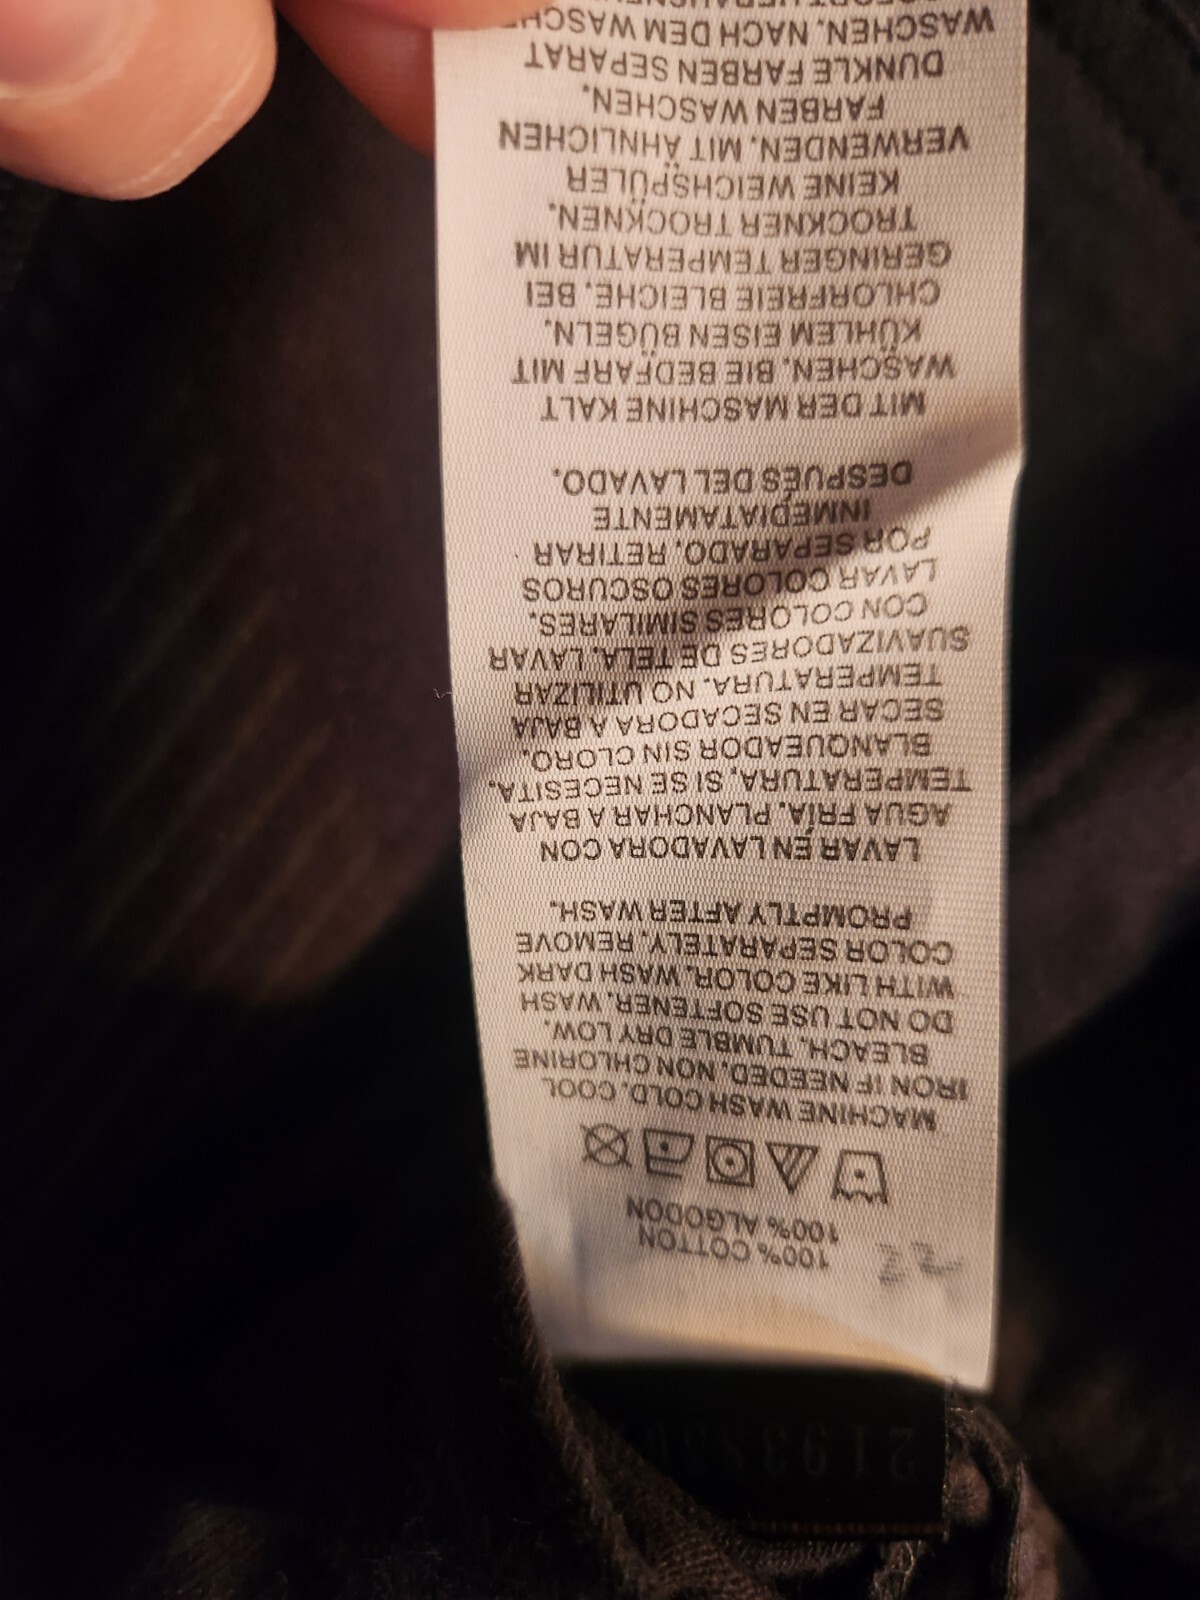 100% COTTON
100% ALGODON
MACHINE WASH COLD. COOL
IRON IF NEEDED. NON CHLORINE
BLEACH. TUMBLE DRY LOW.
DO NOT USE SOFTENER. WASH
WITH LIKE COLOR. WASH DARK
COLOR SEPARATELY. REMOVE
PROMPTLY AFTER WASH.
LAVAR EN LAVADORA CON
AGUA FRÍA. PLANCHAR A BAJA
TEMPERATURA, SI SE NECESITA.
BLANQUEADOR SIN CLORO.
SECAR EN SECADORA A BAJA
TEMPERATURA. NO UTILIZAR
SUAVIZADORES DE TELA. LAVAR
CON COLORES SIMILARES.
LAVAR COLORES OSCUROS
POR SEPARADO. RETIRAR
INMEDIATAMENTE
DESPUÉS DEL LAVADO.
MIT DER MASCHINE KALT
WASCHEN. BIE BEDFARF MIT
KÜHLEM EISEN BÜGELN.
CHLORFREIE BLEICHE. BEI
GERINGER TEMPERATUR IM
TROCKNER TROCKNEN.
KEINE WEICHSPÜLER
VERWENDEN. MIT ÄHNLICHEN
FARBEN WASCHEN.
DUNKLE FARBEN SEPARAT
WASCHEN. NACH DEM